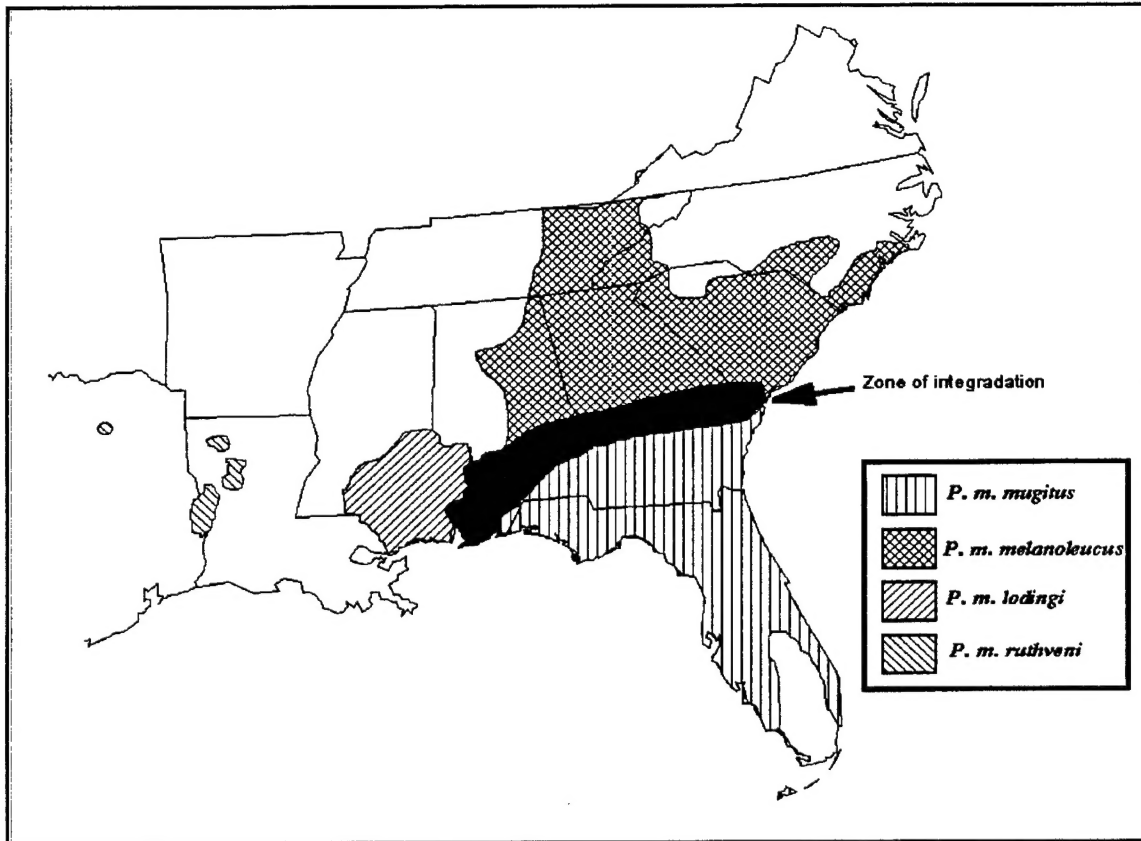 Zone of integradation
P. m. mugitus
P. m. melanoleucus
P. m. lodingi
P. m. ruthveni